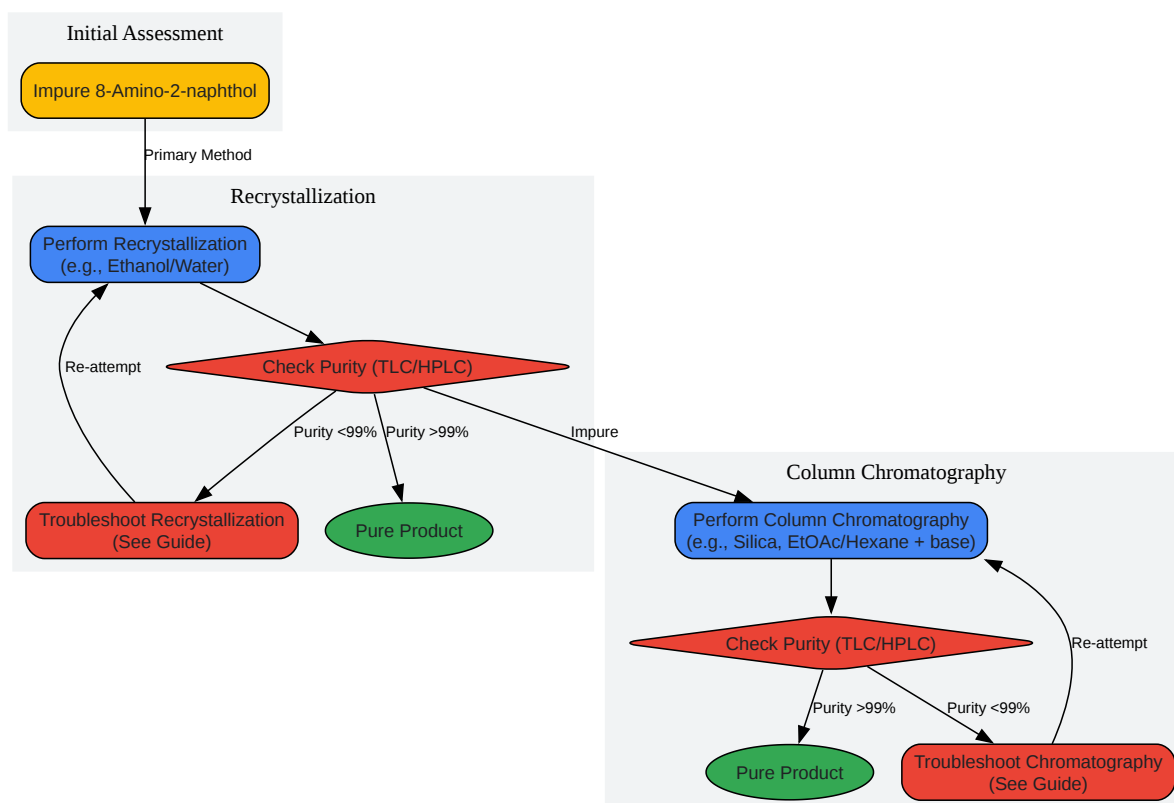 Initial Assessment
Impure 8-Amino-2-naphthol
Primary Method
Recrystallization
Perform Recrystallization
(e.g., Ethanol/Water)
Re-attempt
Check Purity (TLC/HPLC)
Purity <99%
Purity >99%
Impure
Troubleshoot Recrystallization
(See Guide)
Pure Product
Column Chromatography
Perform Column Chromatography
(e.g., Silica, EtOAc/Hexane + base)
Check Purity (TLC/HPLC)
Re-attempt
Purity >99%
Purity <99%
Pure Product
Troubleshoot Chromatography
(See Guide)